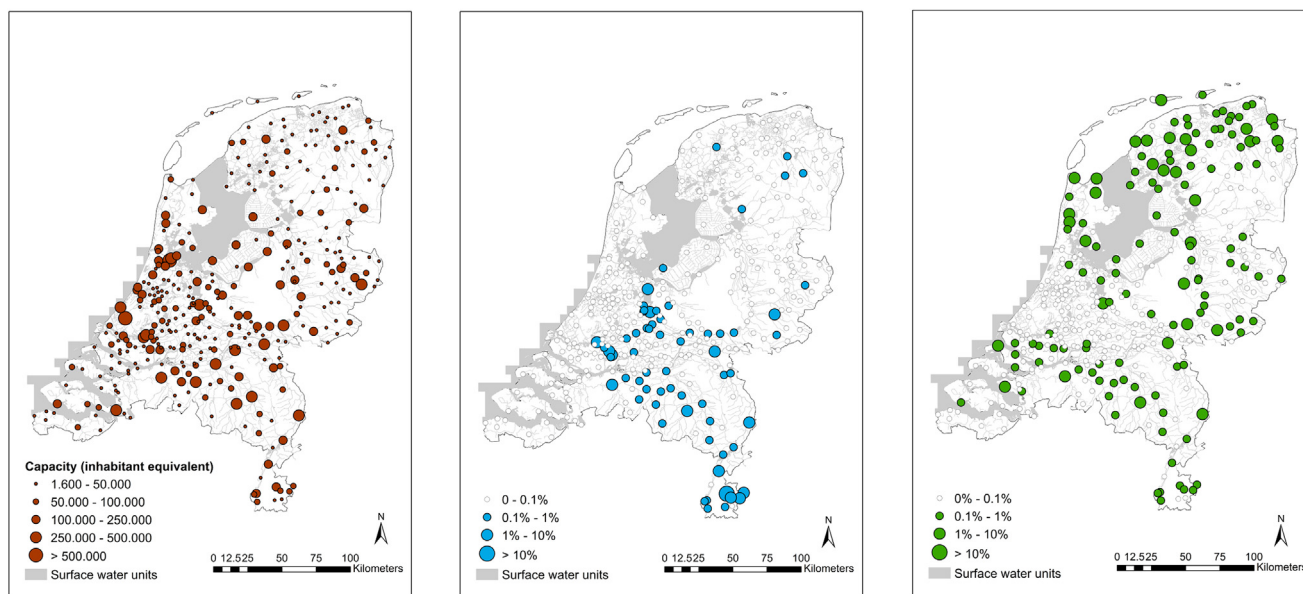 N
Capacity (inhabitant equivalent)
1.600 - 50.000
50.000 - 100.000
100.000 - 250.000
250.000 - 500.000
> 500.000
Surface water units
0 12.525 50 75 100
Kilometers
N
0 - 0.1%
0.1% - 1%
1% - 10%
> 10%
Surface water units
0 12.525 50 75 100
Kilometers
N
0% - 0.1%
0.1% - 1%
1% - 10%
> 10%
Surface water units
0 12.525 50 75 100
Kilometers